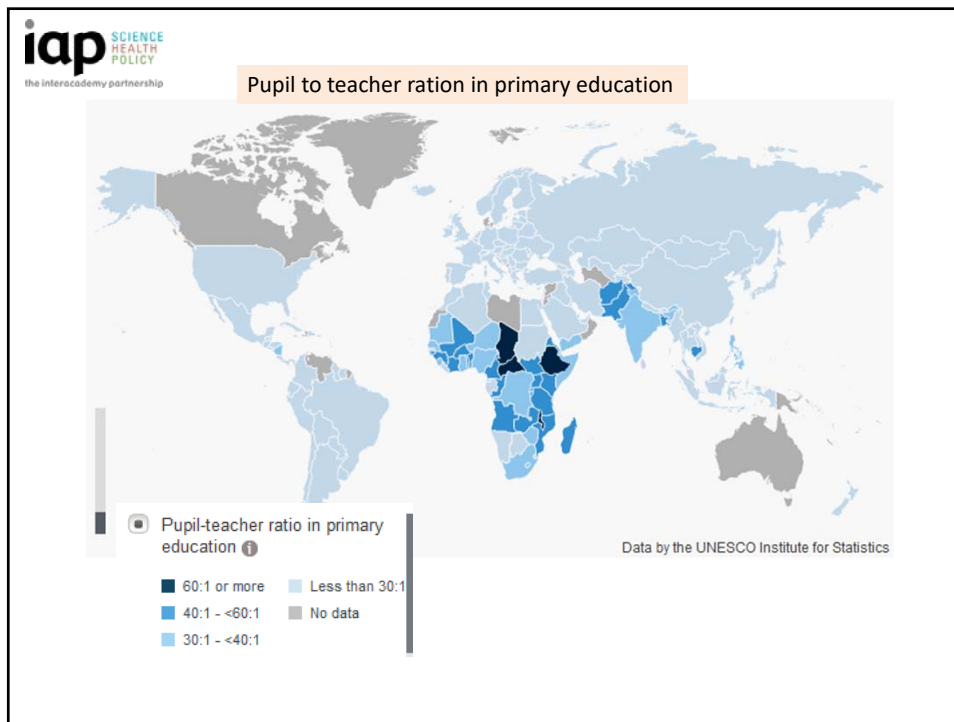 iap SCIENCE
HEALTH
POLICY
the interacademy partnership
Pupil to teacher ration in primary education
Data by the UNESCO Institute for Statistics
Pupil-teacher ratio in primary
education i
60:1 or more
Less than 30:1
40:1 - <60:1
No data
30:1 - <40:1